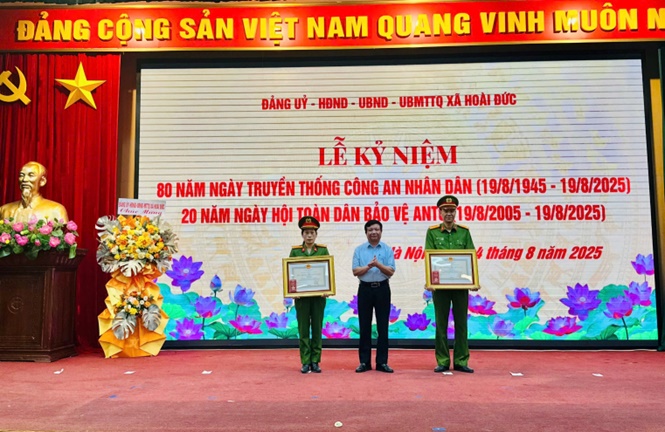 ĐẢNG CỘNG SẢN VIỆT NAM QUANG VINH MUÔN N
ĐẢNG UỶ - HĐND - UBND - UBMTTQ XÃ HOÀI ĐỨC
LỄ KỶ NIỆM
80 NĂM NGÀY TRUYỀN THỐNG CÔNG AN NHÂN DÂN (19/8/1945 - 19/8/2025)
20 NĂM NGÀY HỘI TOÀN DÂN BẢO VỆ ANTQ (19/8/2005 - 19/8/2025)
à Nộ 4 tháng 8 năm 2025
Chúc Mừng